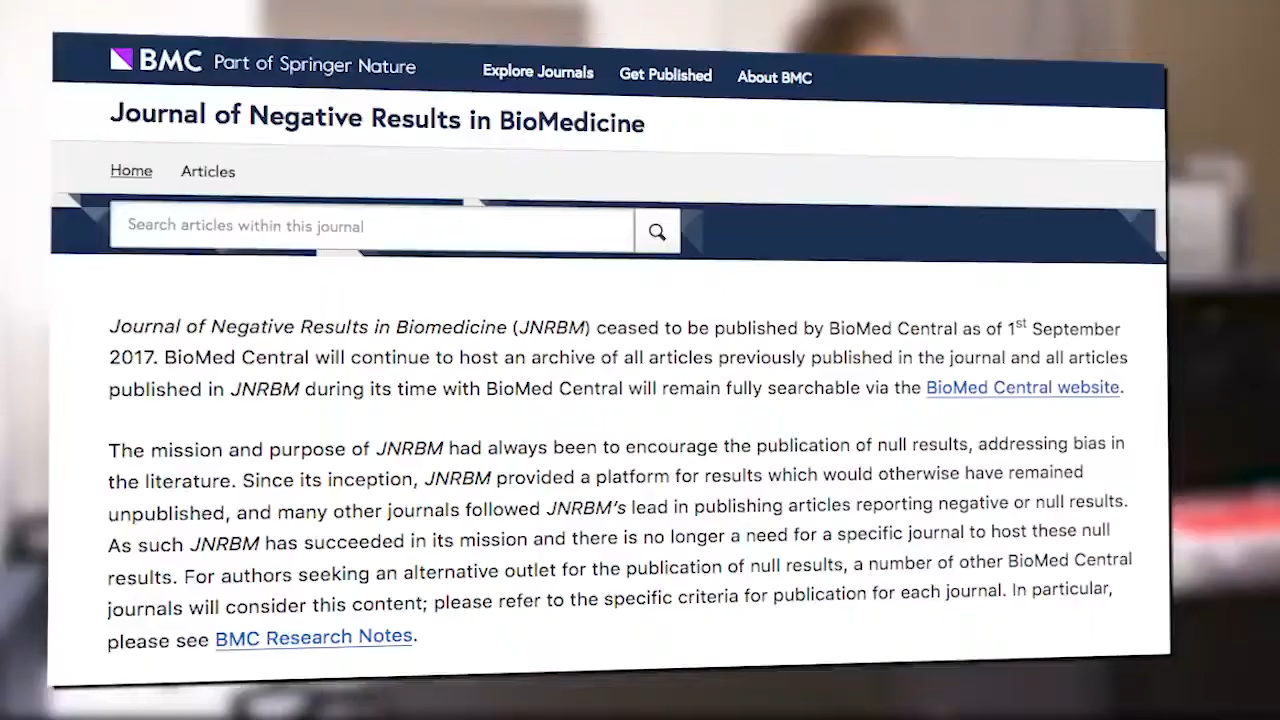 BMC Part of Springer Nature
Explore Journals Get Published About BMC
Journal of Negative Results in BioMedicine
Home Articles
Search articles within this journal
Journal of Negative Results in Biomedicine (JNRBM) ceased to be published by BioMed Central as of 1st September
2017. BioMed Central will continue to host an archive of all articles previously published in the journal and all articles
published in JNRBM during its time with BioMed Central will remain fully searchable via the BioMed Central website.
The mission and purpose of JNRBM had always been to encourage the publication of null results, addressing bias in
the literature. Since its inception, JNRBM provided a platform for results which would otherwise have remained
unpublished, and many other journals followed JNRBM's lead in publishing articles reporting negative or null results.
As such JNRBM has succeeded in its mission and there is no longer a need for a specific journal to host these null
results. For authors seeking an alternative outlet for the publication of null results, a number of other BioMed Central
journals will consider this content; please refer to the specific criteria for publication for each journal. In particular,
please see BMC Research Notes.